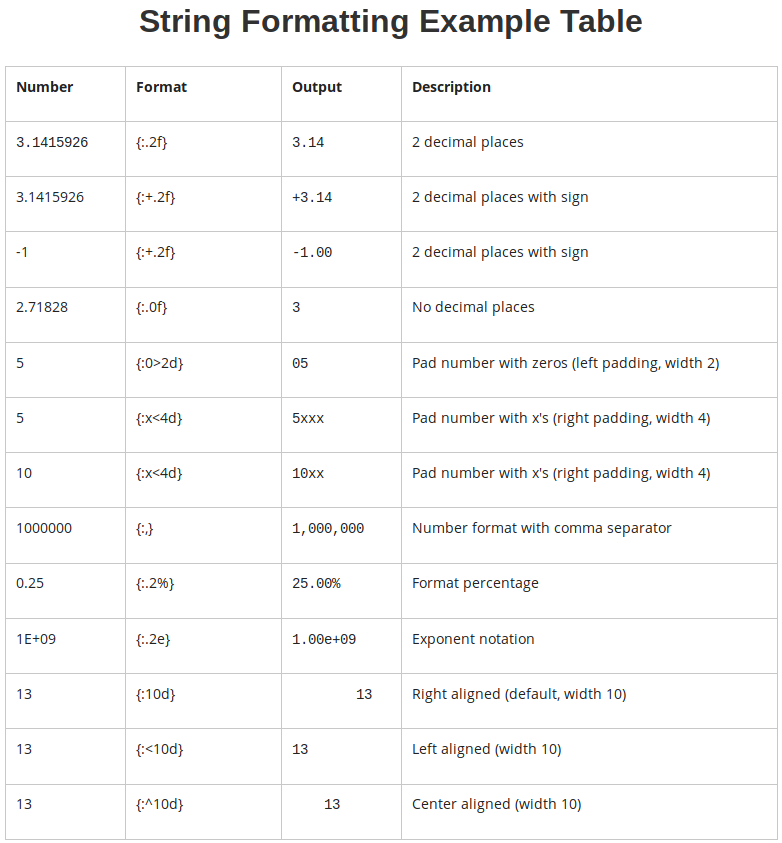 String Formatting Example Table
Number Format Output Description
3.1415926 {:.2f} 3.14 2 decimal places
3.1415926 {:+.2f} +3.14 2 decimal places with sign
-1 {:+.2f} -1.00 2 decimal places with sign
2.71828 {:.0f} 3 No decimal places
5 {:0>2d} 05 Pad number with zeros (left padding, width 2)
5 {:x<4d} 5xxx Pad number with x's (right padding, width 4)
10 {:x<4d} 10xx Pad number with x's (right padding, width 4)
1000000 {:,} 1,000,000 Number format with comma separator
0.25 {:.2%} 25.00% Format percentage
1E+09 {:.2e} 1.00e+09 Exponent notation
13 {:10d} 13 Right aligned (default, width 10)
13 {:<10d} 13 Left aligned (width 10)
13 {:^10d} 13 Center aligned (width 10)